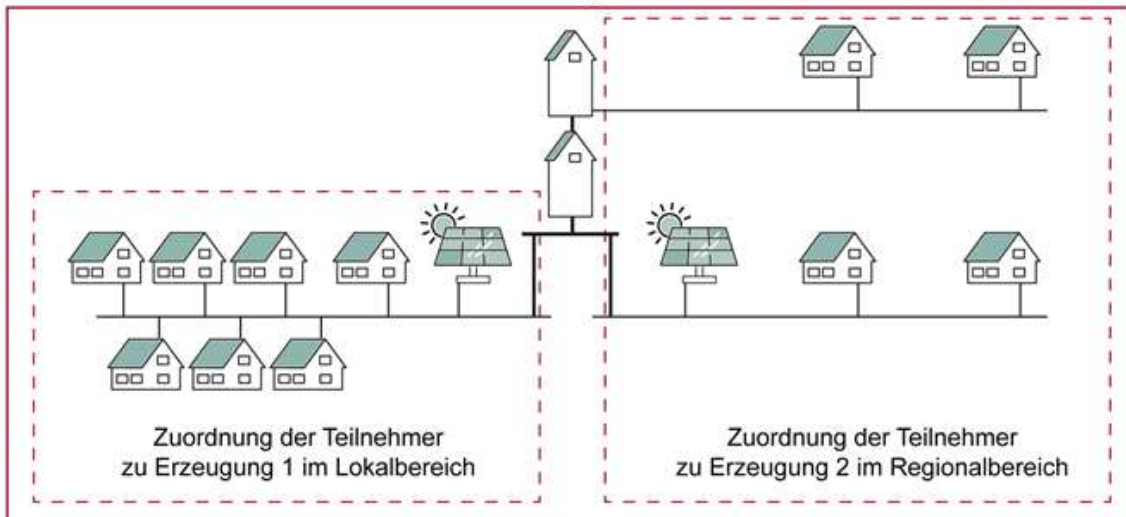 Zuordnung der Teilnehmer
zu Erzeugung 1 im Lokalbereich
Zuordnung der Teilnehmer
zu Erzeugung 2 im Regionalbereich